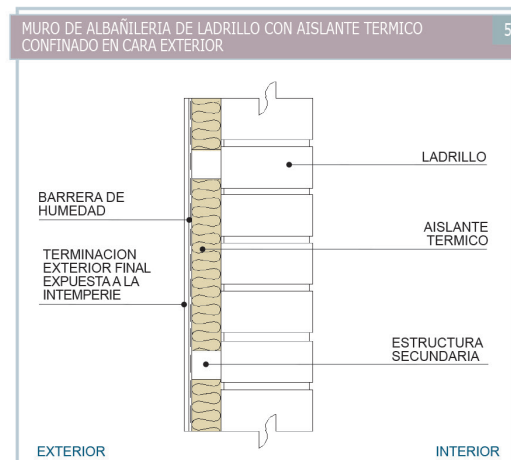 MURO DE ALBAÑILERIA DE LADRILLO CON AISLANTE TERMICO
CONFINADO EN CARA EXTERIOR
5
LADRILLO
BARRERA DE
HUMEDAD
AISLANTE
TERMICO
TERMINACION
EXTERIOR FINAL
EXPUESTA A LA
INTEMPERIE
ESTRUCTURA
SECUNDARIA
EXTERIOR
INTERIOR